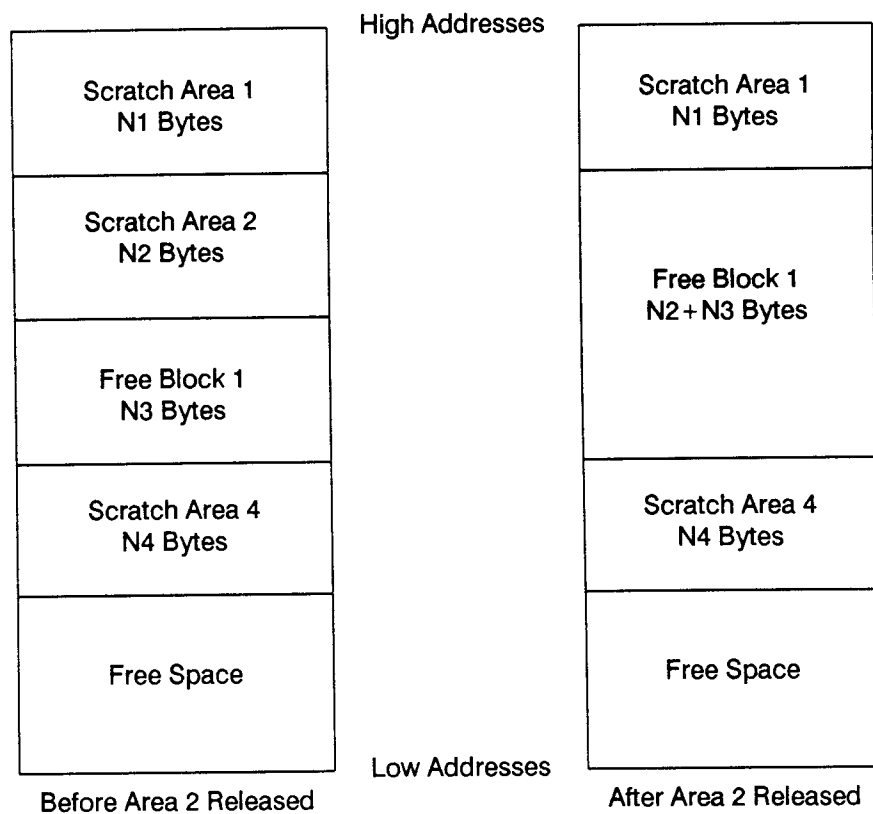 High Addresses
Scratch Area 1
N1 Bytes
Scratch Area 2
N2 Bytes
Free Block 1
N3 Bytes
Scratch Area 4
N4 Bytes
Free Space
Before Area 2 Released
Scratch Area 1
N1 Bytes
Free Block 1
N2+N3 Bytes
Scratch Area 4
N4 Bytes
Free Space
Low Addresses
After Area 2 Released